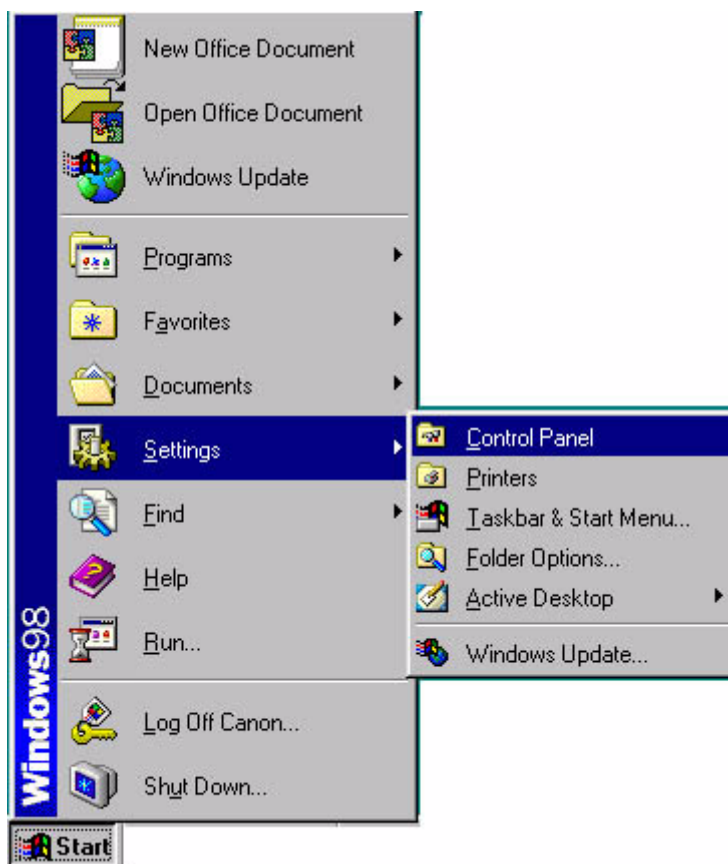 New Office Document
Open Office Document
Windows Update
Programs
Favorites
Documents
Settings
Find
Help
Run...
Log Off Canon...
Shut Down...
Control Panel
Printers
Taskbar & Start Menu...
Folder Options...
Active Desktop
Windows Update...
Windows98
Start